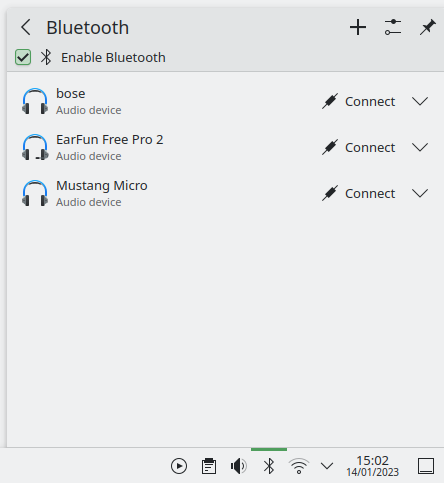 Bluetooth
Enable Bluetooth
bose
Audio device
Connect
EarFun Free Pro 2
Audio device
Connect
Mustang Micro
Audio device
Connect
15:02
14/01/2023